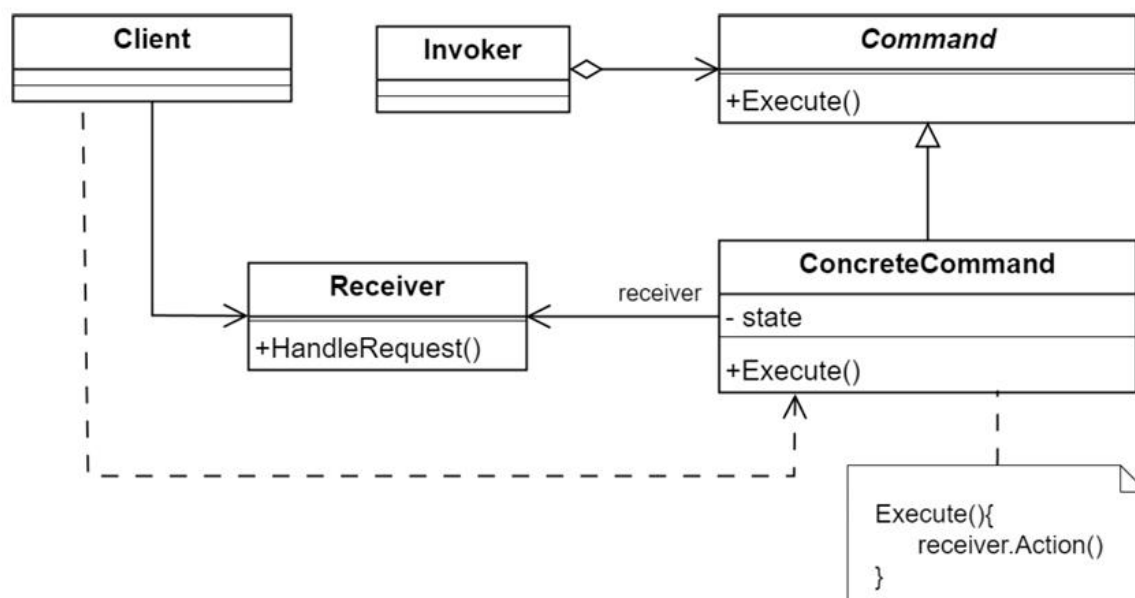 Client
Invoker
Command
+Execute()
Receiver
+HandleRequest()
receiver
ConcreteCommand
- state
+Execute()
Execute(){
receiver.Action()
}